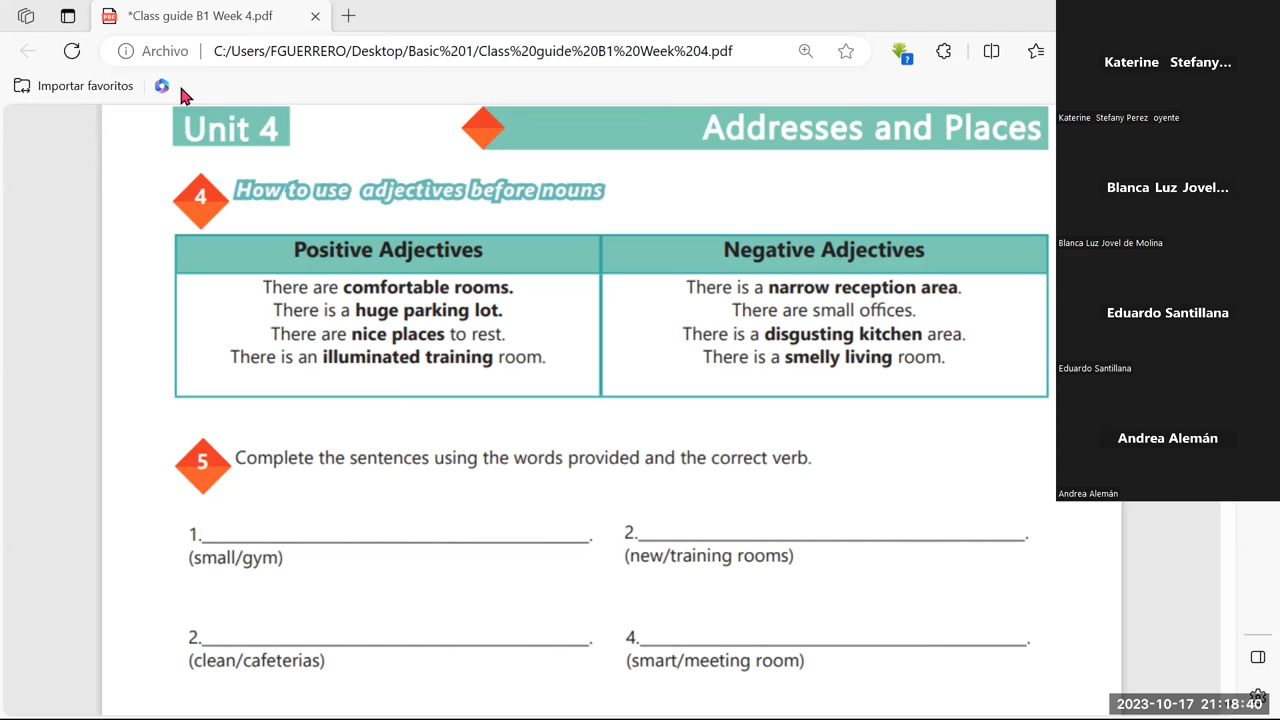 *Class guide B1 Week 4.pdf
Archivo
C:/Users/FGUERRERO/Desktop/Basic%201/Class%20guide%20B1%20Week%204.pdf
Importar favoritos
Unit 4
Addresses and Places
4
How to use adjectives before nouns
Positive Adjectives
There are comfortable rooms.
There is a huge parking lot.
There are nice places to rest.
There is an illuminated training room.
Negative Adjectives
There is a narrow reception area.
There are small offices.
There is a disgusting kitchen area.
There is a smelly living room.
5
Complete the sentences using the words provided and the correct verb.
1.___.
(small/gym)
2.___.
(new/training rooms)
2.___.
(clean/cafeterias)
4.___.
(smart/meeting room)
Katerine Stefany...
Katerine Stefany Perez oyente
Blanca Luz Jovel...
Blanca Luz Jovel de Molina
Eduardo Santillana
Eduardo Santillana
Andrea Alemán
Andrea Alemán
2023-10-17 21:18:40